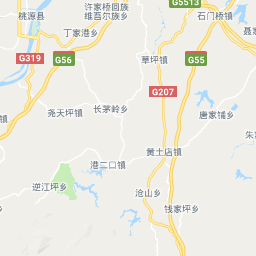 许家桥回族
维吾尔族乡
桃源县
G5513
石门桥镇
丁家港乡
聂家
草坪镇
G319
G56
G55
G207
长茅岭乡
尧天坪镇
唐家铺乡
朱
黄土店镇
港二口镇
逆江坪乡
沧山乡
钱家坪乡